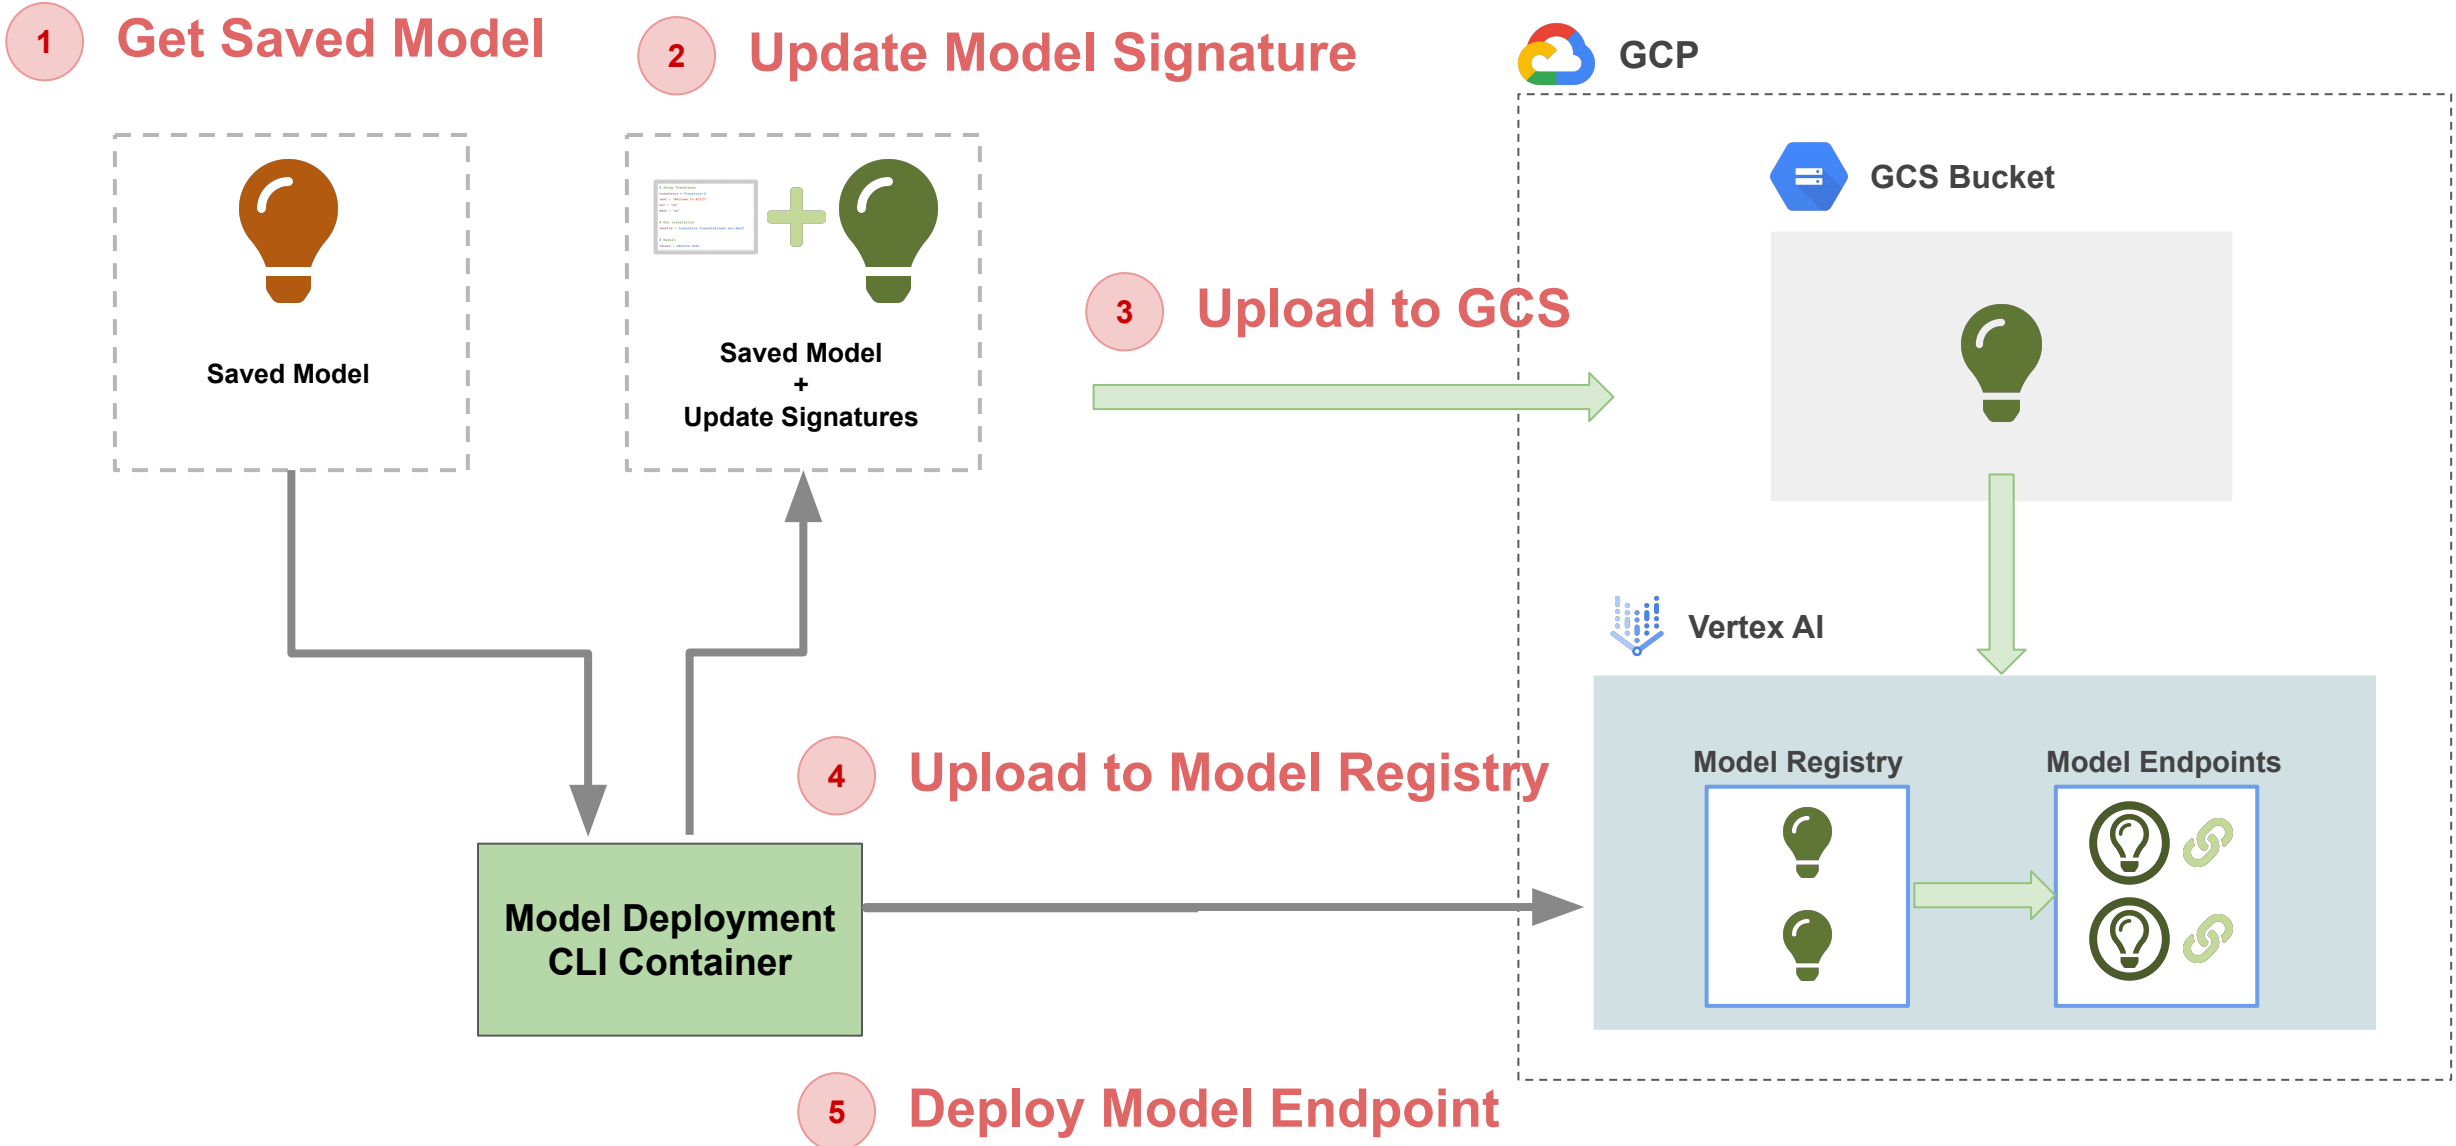 1 Get Saved Model
2 Update Model Signature
GCP
GCS Bucket
# Setup Translator
Saved Model
Saved Model
+
Update Signatures
3 Upload to GCS
Vertex AI
4 Upload to Model Registry
Model Registry
Model Endpoints
Model Deployment
CLI Container
5 Deploy Model Endpoint